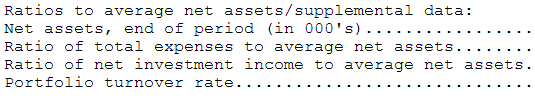 Ratios to average net assets/supplemental data:
Net assets, end of period (in 000's).................
Ratio of total expenses to average net assets........
Ratio of net investment income to average net assets.
Portfolio turnover rate..............................